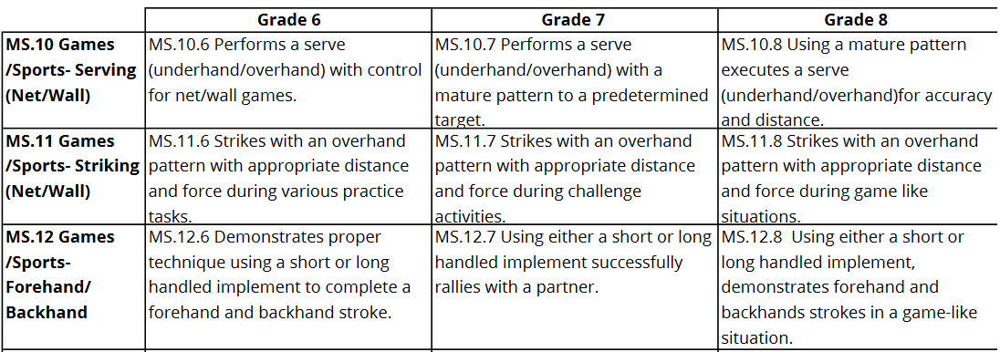 Grade 6
Grade 7
Grade 8
MS.10 Games
/Sports- Serving
(Net/Wall)
MS.10.6 Performs a serve
(underhand/overhand) with control
for net/wall games.
MS.10.7 Performs a serve
(underhand/overhand) with a
mature pattern to a predetermined
target.
MS.10.8 Using a mature pattern
executes a serve
(underhand/overhand)for accuracy
and distance.
MS.11 Games
/Sports- Striking
(Net/Wall)
MS.11.6 Strikes with an overhand
pattern with appropriate distance
and force during various practice
tasks.
MS.11.7 Strikes with an overhand
pattern with appropriate distance
and force during challenge
activities.
MS.11.8 Strikes with an overhand
pattern with appropriate distance
and force during game like
situations.
MS.12 Games
/Sports-
Forehand/
Backhand
MS.12.6 Demonstrates proper
technique using a short or long
handled implement to complete a
forehand and backhand stroke.
MS.12.7 Using either a short or long
handled implement successfully
rallies with a partner.
MS.12.8  Using either a short or
long handled implement,
demonstrates forehand and
backhands strokes in a game-like
situation.